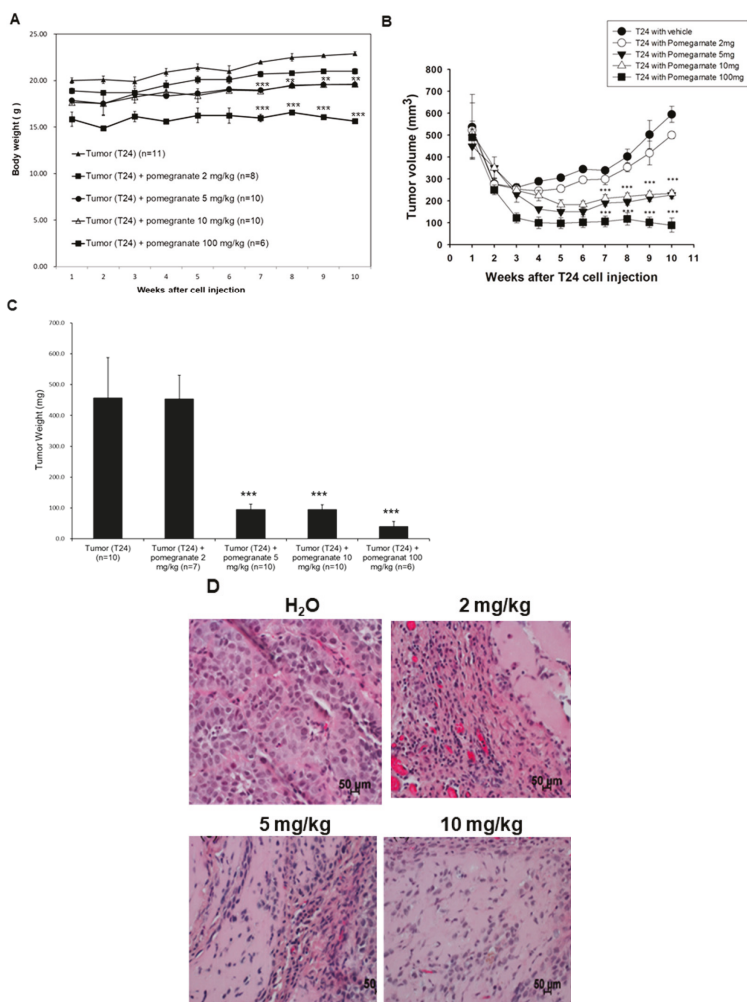 A
25.00
20.00
15.00
10.00
5.00
0.00
Body weight ( g )
*** ** ** **
*** *** *** ***
Tumor (T24) (n=11)
Tumor (T24) + pomegranate 2 mg/kg (n=8)
Tumor (T24) + pomegranate 5 mg/kg (n=10)
Tumor (T24) + pomegranate 10 mg/kg (n=10)
Tumor (T24) + pomegranate 100 mg/kg (n=6)
1 2 3 4 5 6 7 8 9 10
Weeks after cell injection
B
T24 with vehicle
T24 with Pomegamate 2mg
T24 with Pomegamate 5mg
T24 with Pomegamate 10mg
T24 with Pomegamate 100mg
800
700
600
500
400
300
200
100
0
Tumor volume (mm³)
*** *** *** ***
*** *** *** ***
0 1 2 3 4 5 6 7 8 9 10 11
Weeks after T24 cell injection
C
700.0
600.0
500.0
400.0
300.0
200.0
100.0
0.0
Tumor Weight (mg)
*** *** ***
Tumor (T24)
(n=10)
Tumor (T24) +
pomegranate 2
mg/kg (n=7)
Tumor (T24) +
pomegranate 5
mg/kg (n=10)
Tumor (T24) +
pomegranate 10
mg/kg (n=10)
Tumor (T24) +
pomegranat 100
mg/kg (n=6)
D
H₂O
2 mg/kg
50 µm
50 µm
5 mg/kg
10 mg/kg
50
50 µm